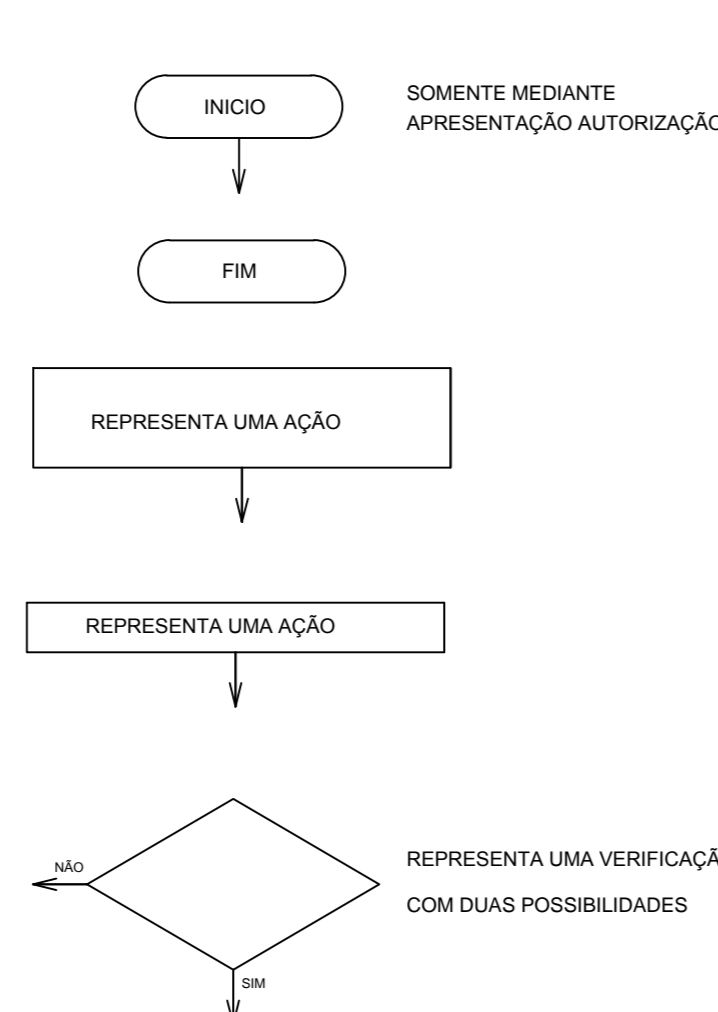 INICIO
SOMENTE MEDIANTE
APRESENTAÇÃO AUTORIZAÇÃO
FIM
REPRESENTA UMA AÇÃO
REPRESENTA UMA AÇÃO
NÃO
REPRESENTA UMA VERIFICAÇÃ
COM DUAS POSSIBILIDADES
SIM